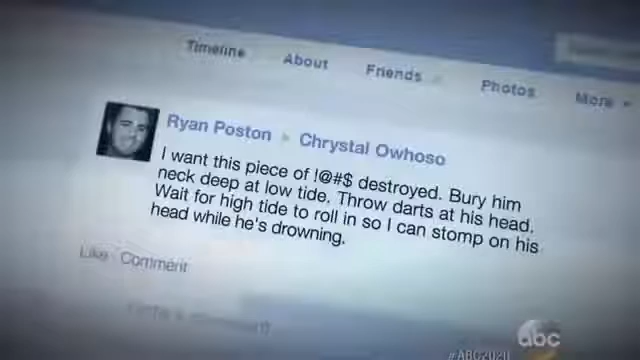 Timeline
About
Friends
Photos
More
Ryan Poston
Chrystal Owhoso
I want this piece of !@#$ destroyed. Bury him
neck deep at low tide. Throw darts at his head.
Wait for high tide to roll in so I can stomp on his
head while he's drowning.
Like · Comment
abc
#ABC2020